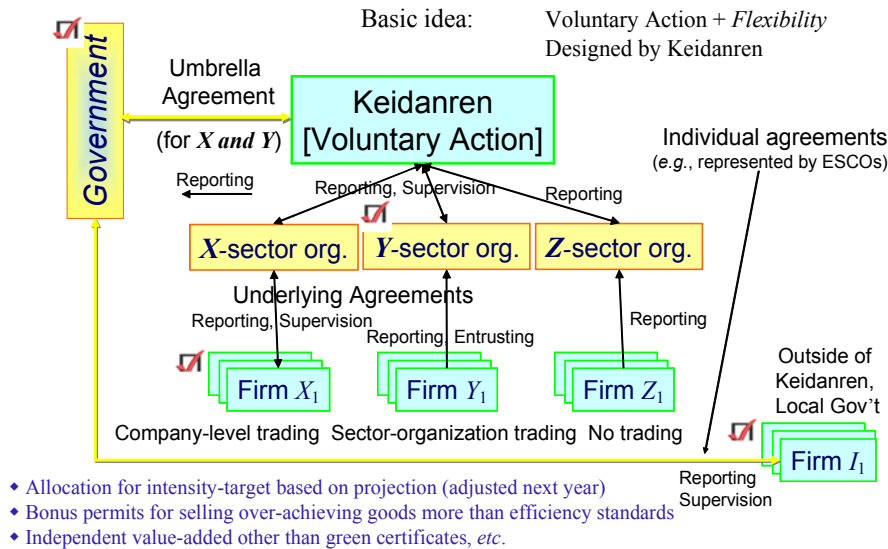 Basic idea:
Voluntary Action + Flexibility
Designed by Keidanren
Government
Umbrella
Agreement
(for X and Y)
Keidanren
[Voluntary Action]
Individual agreements
(e.g., represented by ESCOs)
Reporting
Reporting, Supervision
Reporting
X-sector org.
Y-sector org.
Z-sector org.
Underlying Agreements
Reporting, Supervision
Reporting, Entrusting
Reporting
Firm X1
Firm Y1
Firm Z1
Outside of
Keidanren,
Local Gov't
Company-level trading
Sector-organization trading
No trading
Firm I1
Reporting
Supervision
◆ Allocation for intensity-target based on projection (adjusted next year)
◆ Bonus permits for selling over-achieving goods more than efficiency standards
◆ Independent value-added other than green certificates, etc.